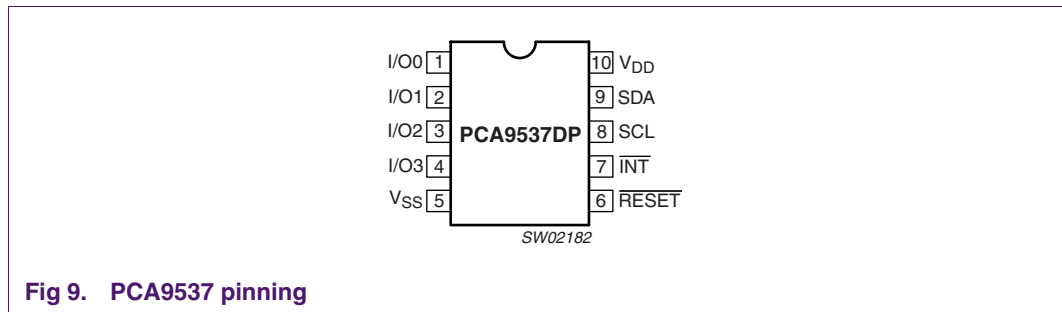 I/O0 1 10 VDD
I/O1 2 9 SDA
I/O2 3 PCA9537DP 8 SCL
I/O3 4 7 INT
VSS 5 6 RESET
SW02182
Fig 9. PCA9537 pinning